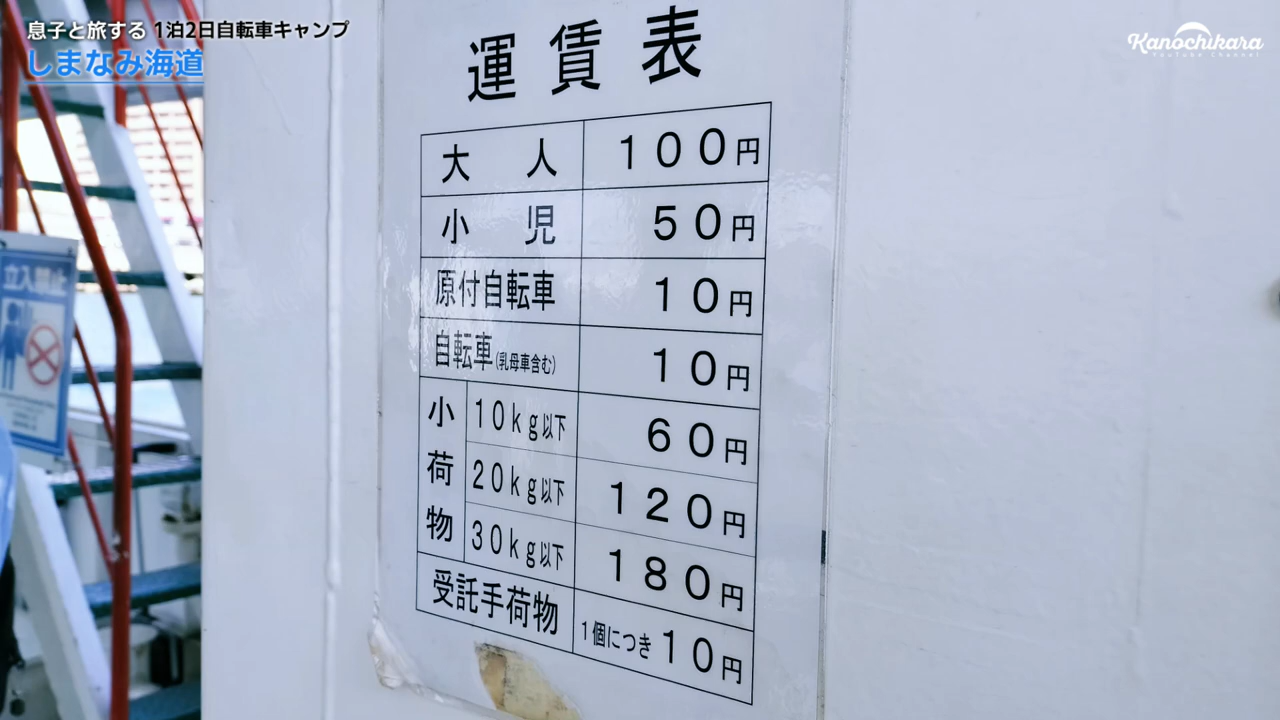 息子と旅する 1泊2日自転車キャンプ
しまなみ海道
Kanochikara
YouTube Channel
運賃表
大人 100円
小児 50円
原付自転車 10円
自転車(乳母車含む) 10円
小荷物 10kg以下 60円
20kg以下 120円
30kg以下 180円
受託手荷物 1個につき10円
立入禁止